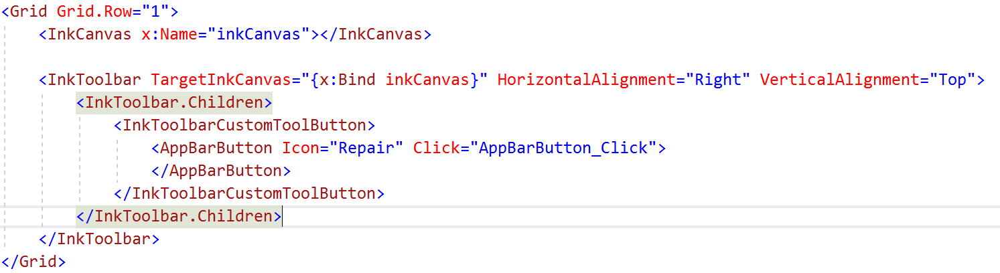 <Grid Grid.Row="1">
<InkCanvas x:Name="inkCanvas"></InkCanvas>
<InkToolbar TargetInkCanvas="{x:Bind inkCanvas}" HorizontalAlignment="Right" VerticalAlignment="Top">
<InkToolbar.Children>
<InkToolbarCustomToolButton>
<AppBarButton Icon="Repair" Click="AppBarButton_Click">
</AppBarButton>
</InkToolbarCustomToolButton>
</InkToolbar.Children>
</InkToolbar>
</Grid>